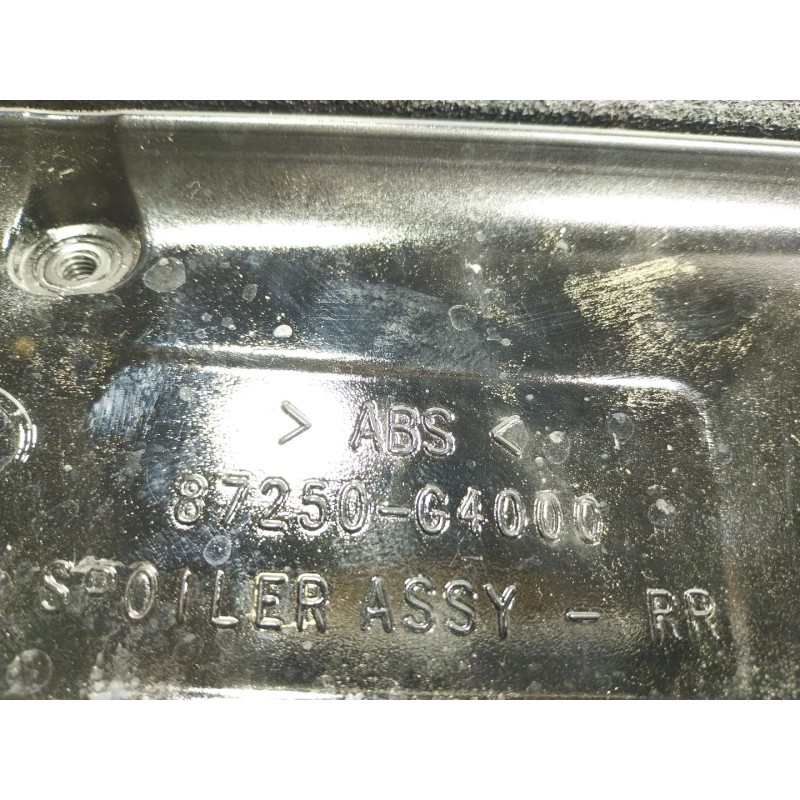 > ABS <
87250-G4000
SPOILER ASSY - RR